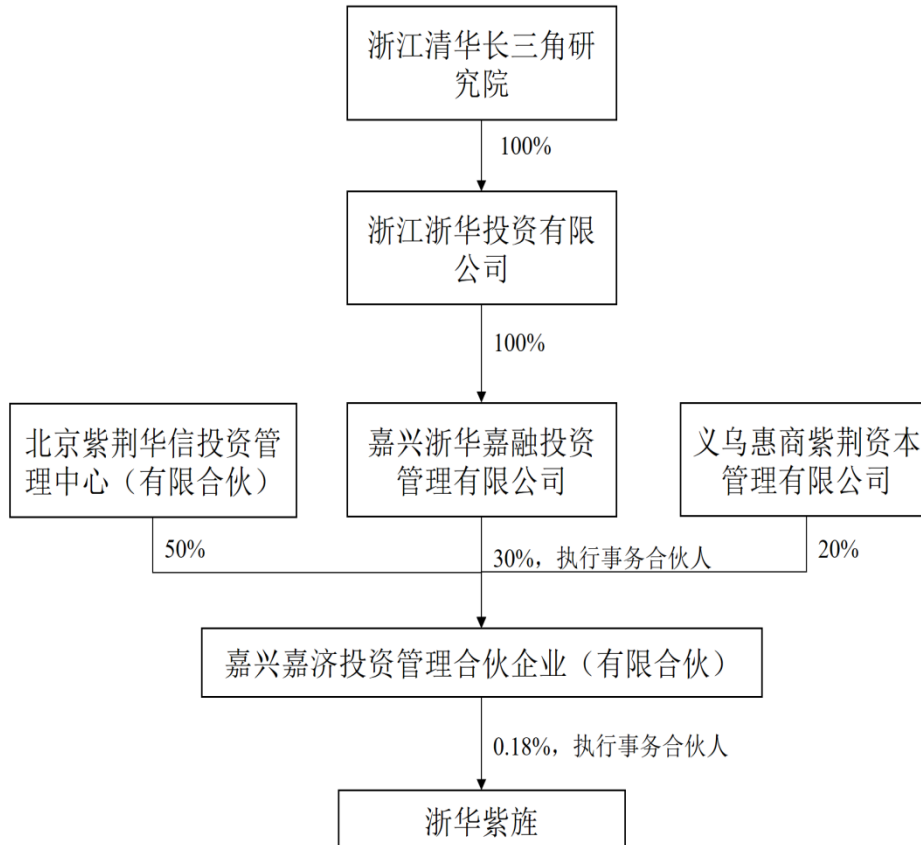 浙江清华长三角研
究院
100%
浙江浙华投资有限
公司
100%
北京紫荆华信投资管
理中心（有限合伙）
嘉兴浙华嘉融投资
管理有限公司
义乌惠商紫荆资本
管理有限公司
50%
30%，执行事务合伙人
20%
嘉兴嘉济投资管理合伙企业（有限合伙）
0.18%，执行事务合伙人
浙华紫旌